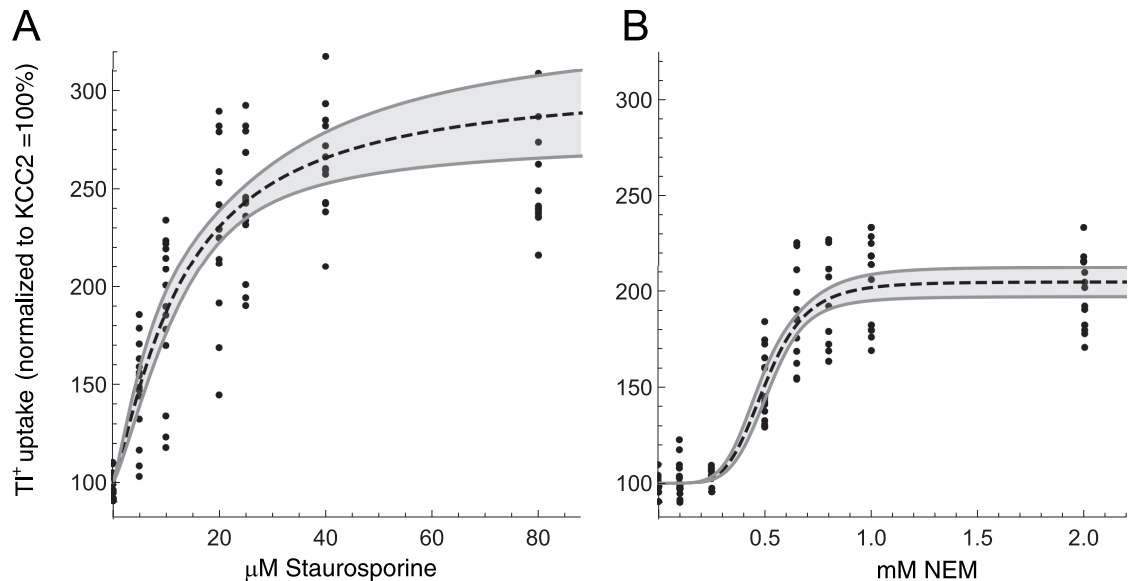 A
B
Tl⁺ uptake (normalized to KCC2 =100%)
300
250
200
150
100
20 40 60 80
μM Staurosporine
300
250
200
150
100
0.5 1.0 1.5 2.0
mM NEM